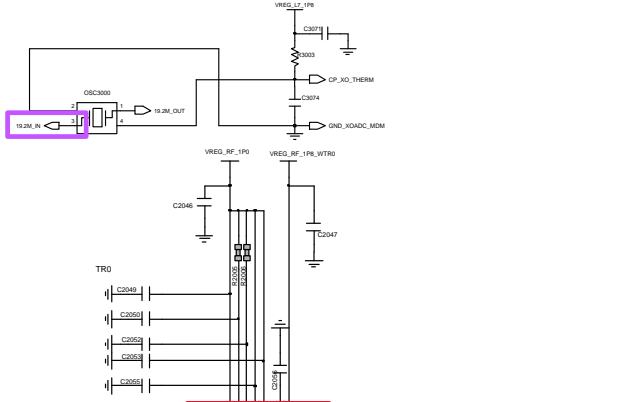 VREG_L7_1P8
C3071
R3003
CP_XO_THERM
OSC3000
2
1
19.2M_OUT
C3074
19.2M_IN
3
4
GND_XOADC_MDM
VREG_RF_1P0
VREG_RF_1P8_WTR0
C2046
C2047
TR0
R2005
R2006
C2049
C2050
C2052
C2053
C2055